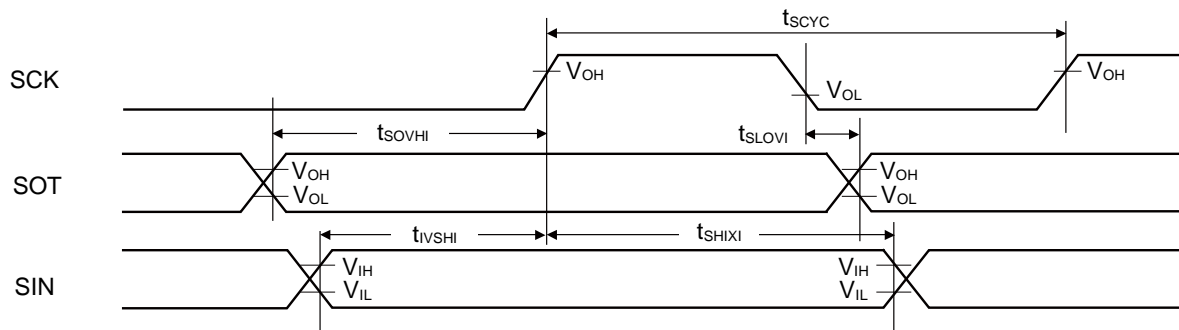 tSCYC
SCK
VOH
VOL
VOH
tSOVHI
tSLOVI
SOT
VOH
VOL
VOH
VOL
tIVSHI
tSHIXI
SIN
VIH
VIL
VIH
VIL